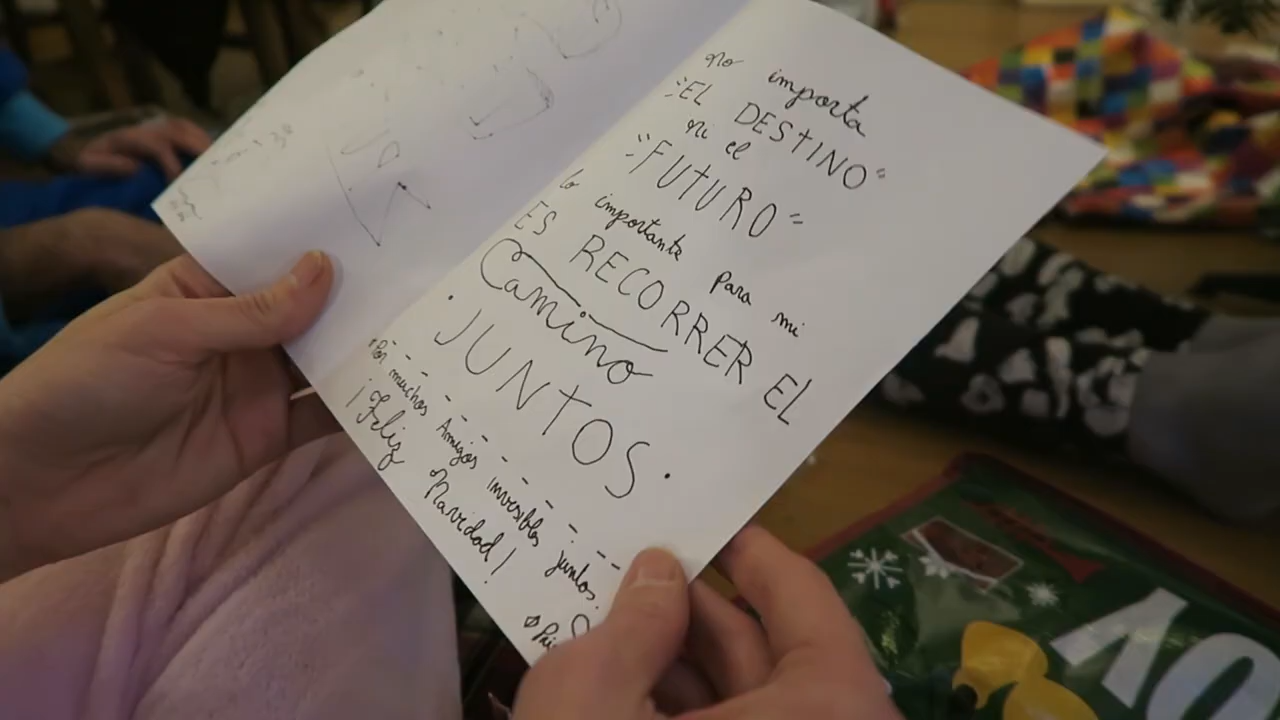 no importa
"EL DESTINO"
ni el
"FUTURO"
lo importante para mi
ES RECORRER EL
Camino
· JUNTOS ·
Por muchos Amigos invisibles juntos.
¡Feliz Navidad!